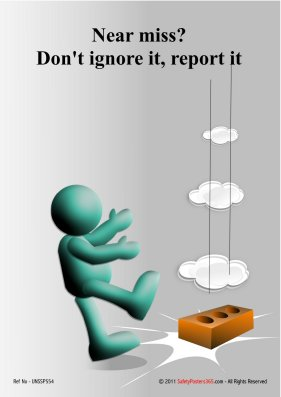 Near miss?
Don't ignore it, report it
Ref No - UNSSP554
© 2011 SafetyPosters365.com - All Rights Reserved